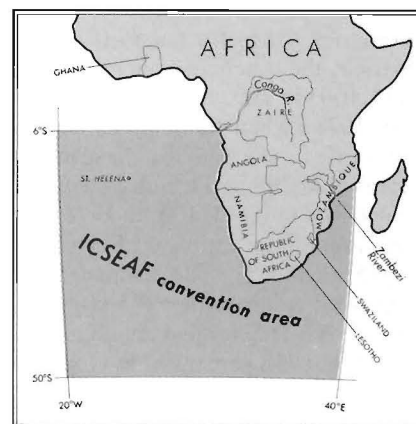 AFRICA
GHANA
Congo R.
ZAIRE
6°S
ANGOLA
ST. HELENA
MOZAMBIQUE
NAMIBIA
Zambezi
River
REPUBLIC
OF SOUTH
AFRICA
ICSEAF convention area
SWAZILAND
LESOTHO
50°S
20°W
40°E